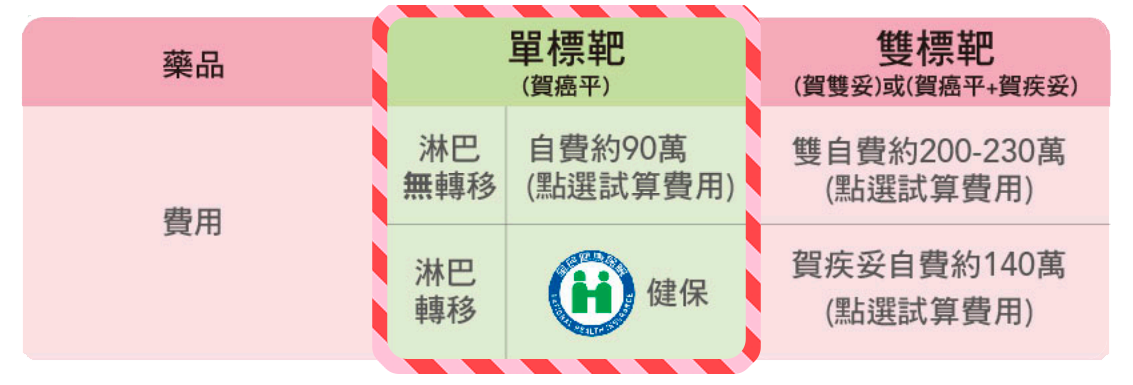 藥品
單標靶
(賀癌平)
雙標靶
(賀雙妥)或(賀癌平+賀疾妥)
費用
淋巴
無轉移
自費約90萬
(點選試算費用)
雙自費約200-230萬
(點選試算費用)
淋巴
轉移
全民健康保險
NATIONAL HEALTH INSURANCE
健保
賀疾妥自費約140萬
(點選試算費用)